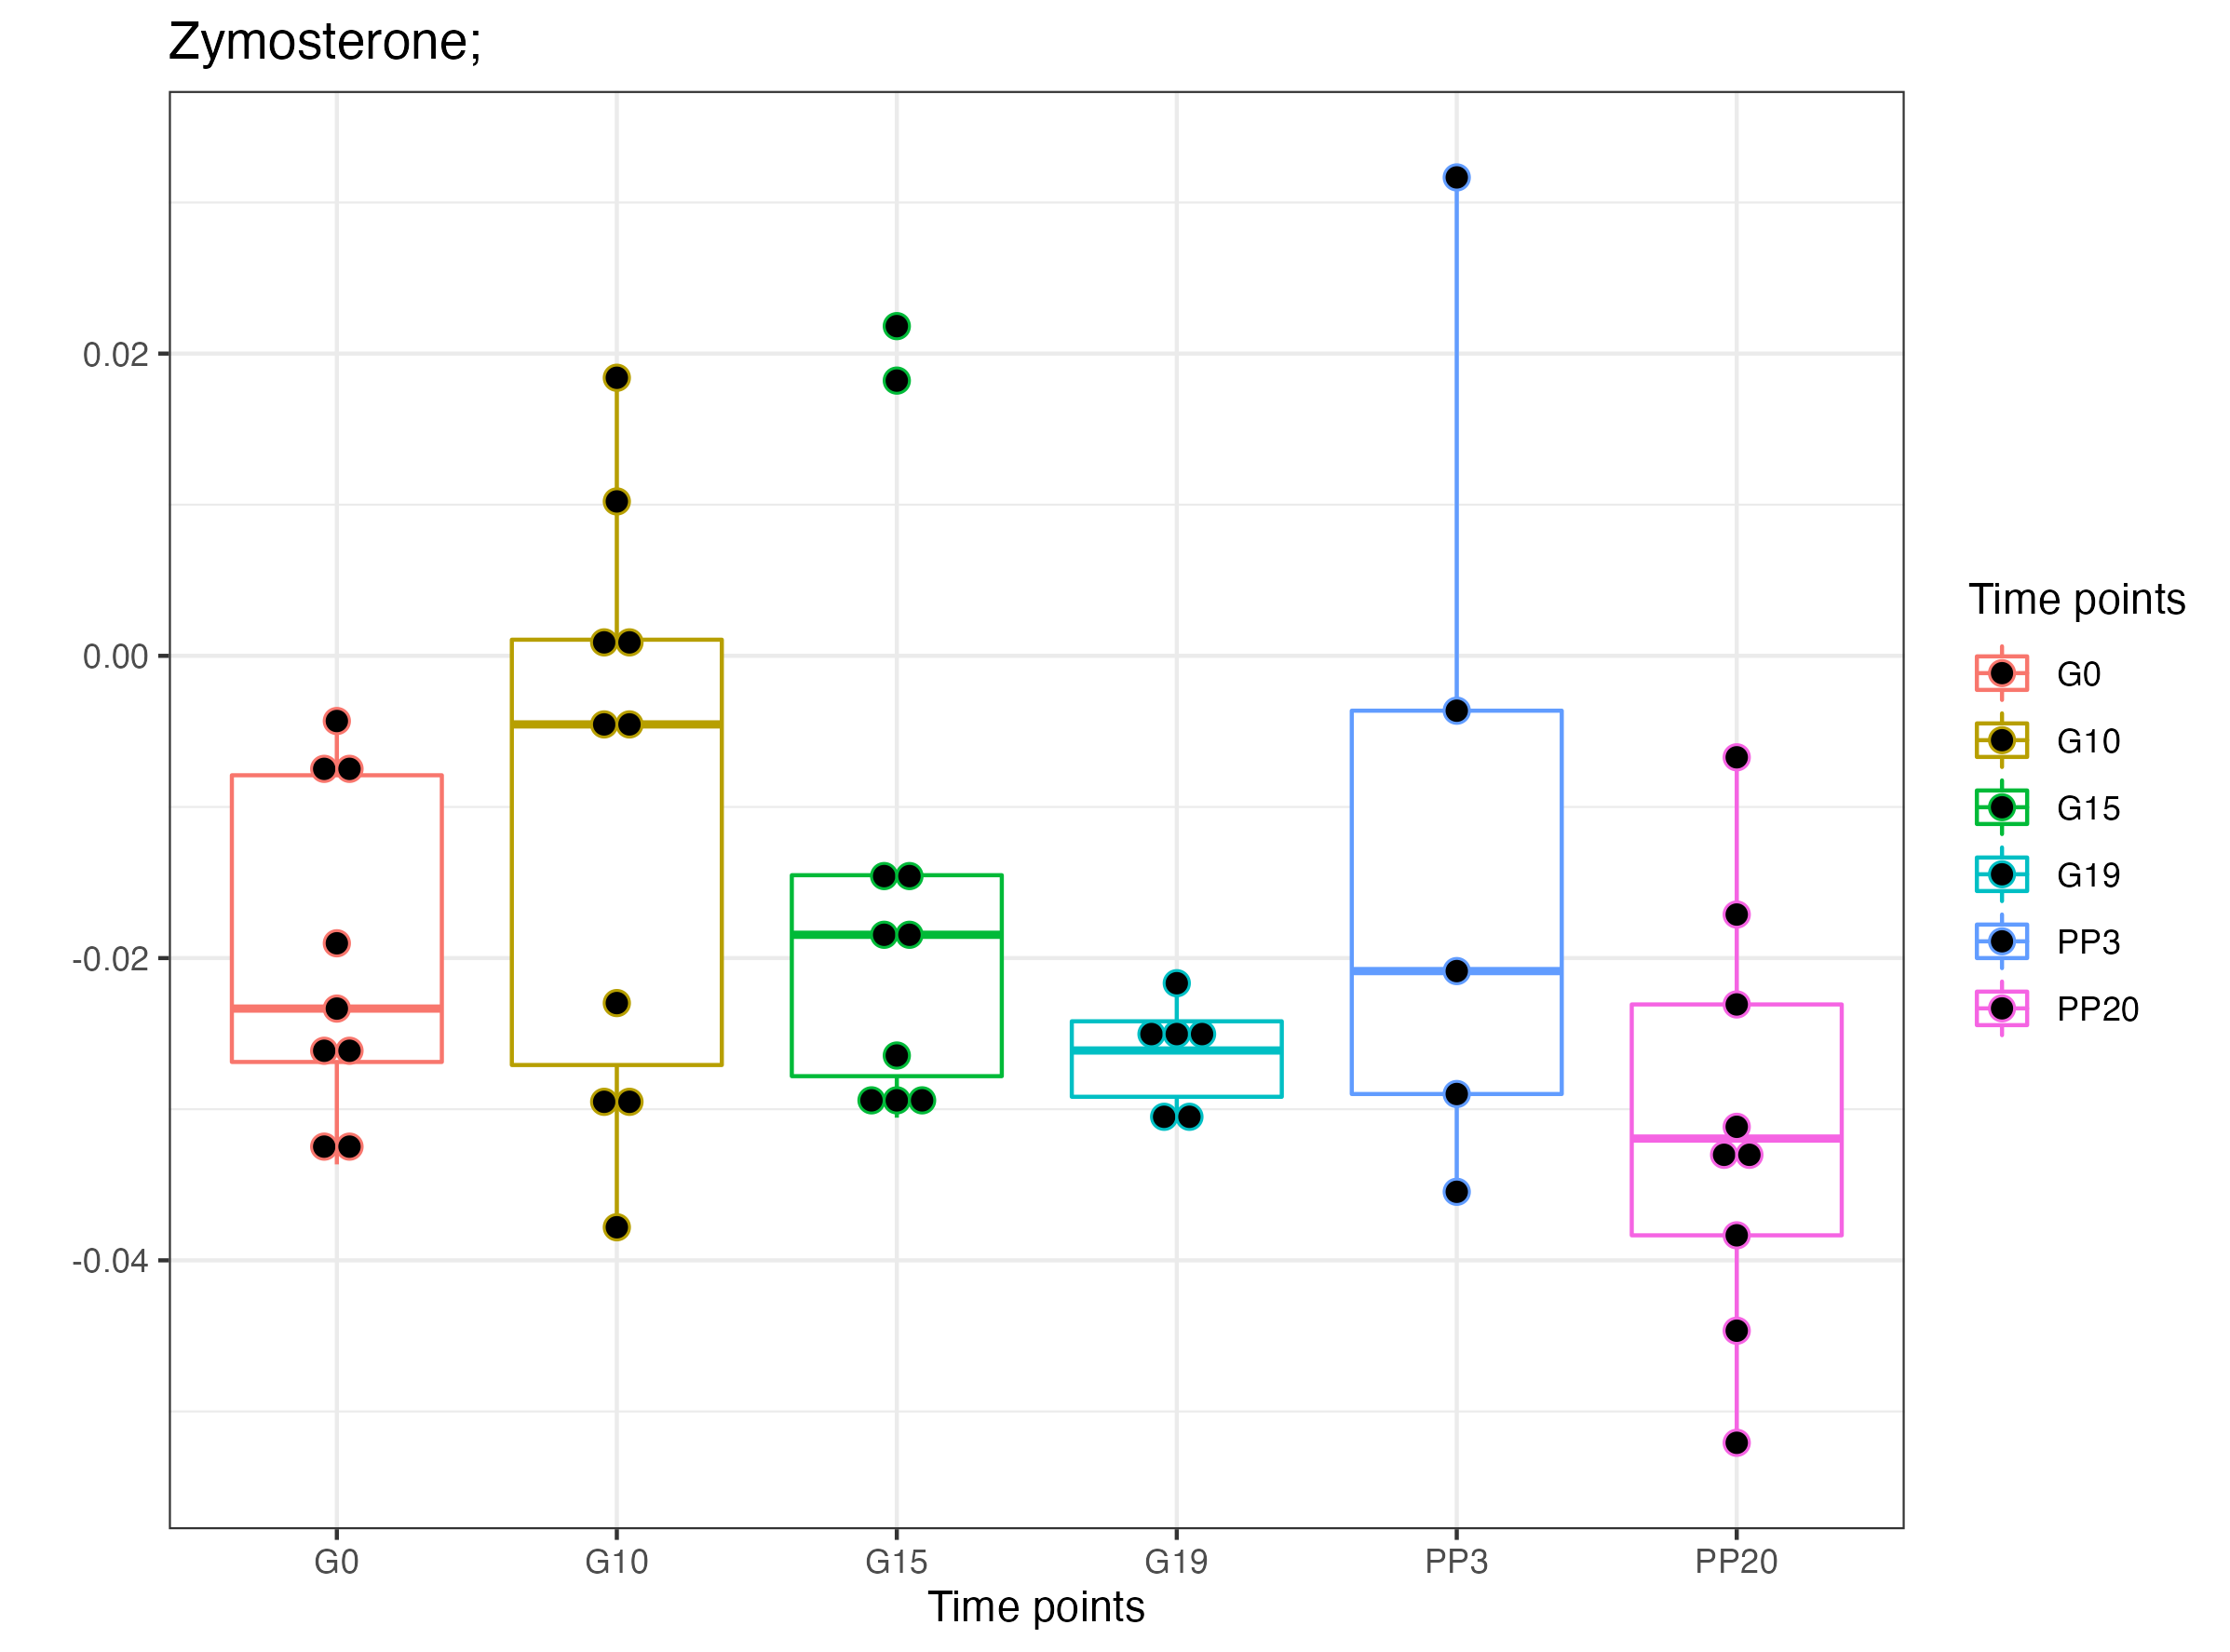 Zymosterone;
0.02
0.00
-0.02
-0.04
G0 G10 G15 G19 PP3 PP20
Time points
Time points
G0
G10
G15
G19
PP3
PP20